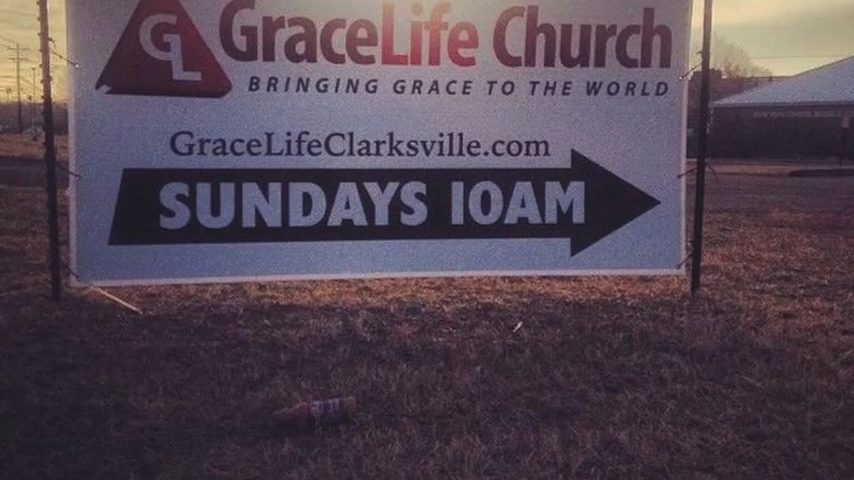 GL
GraceLife Church
BRINGING GRACE TO THE WORLD
GraceLifeClarksville.com
SUNDAYS 10AM